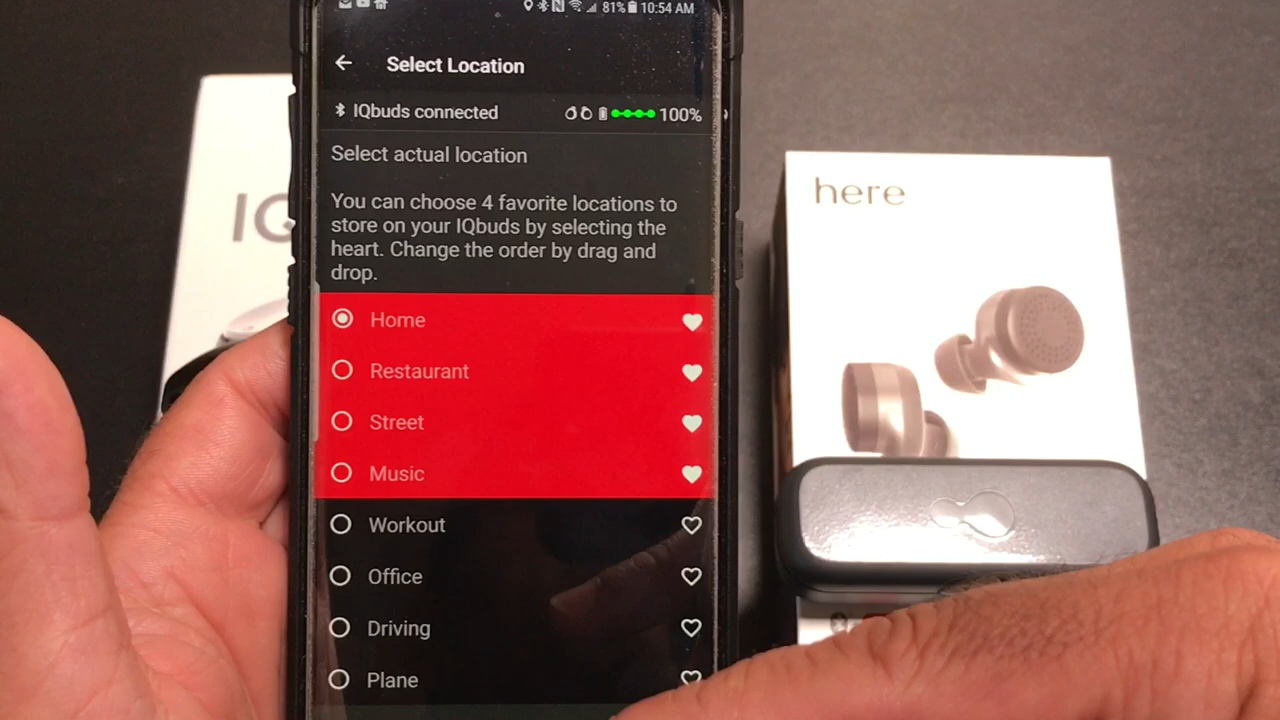 81% 10:54 AM
Select Location
IQbuds connected 100%
Select actual location
You can choose 4 favorite locations to
store on your IQbuds by selecting the
heart. Change the order by drag and
drop.
Home
Restaurant
Street
Music
Workout
Office
Driving
Plane
IQ
here